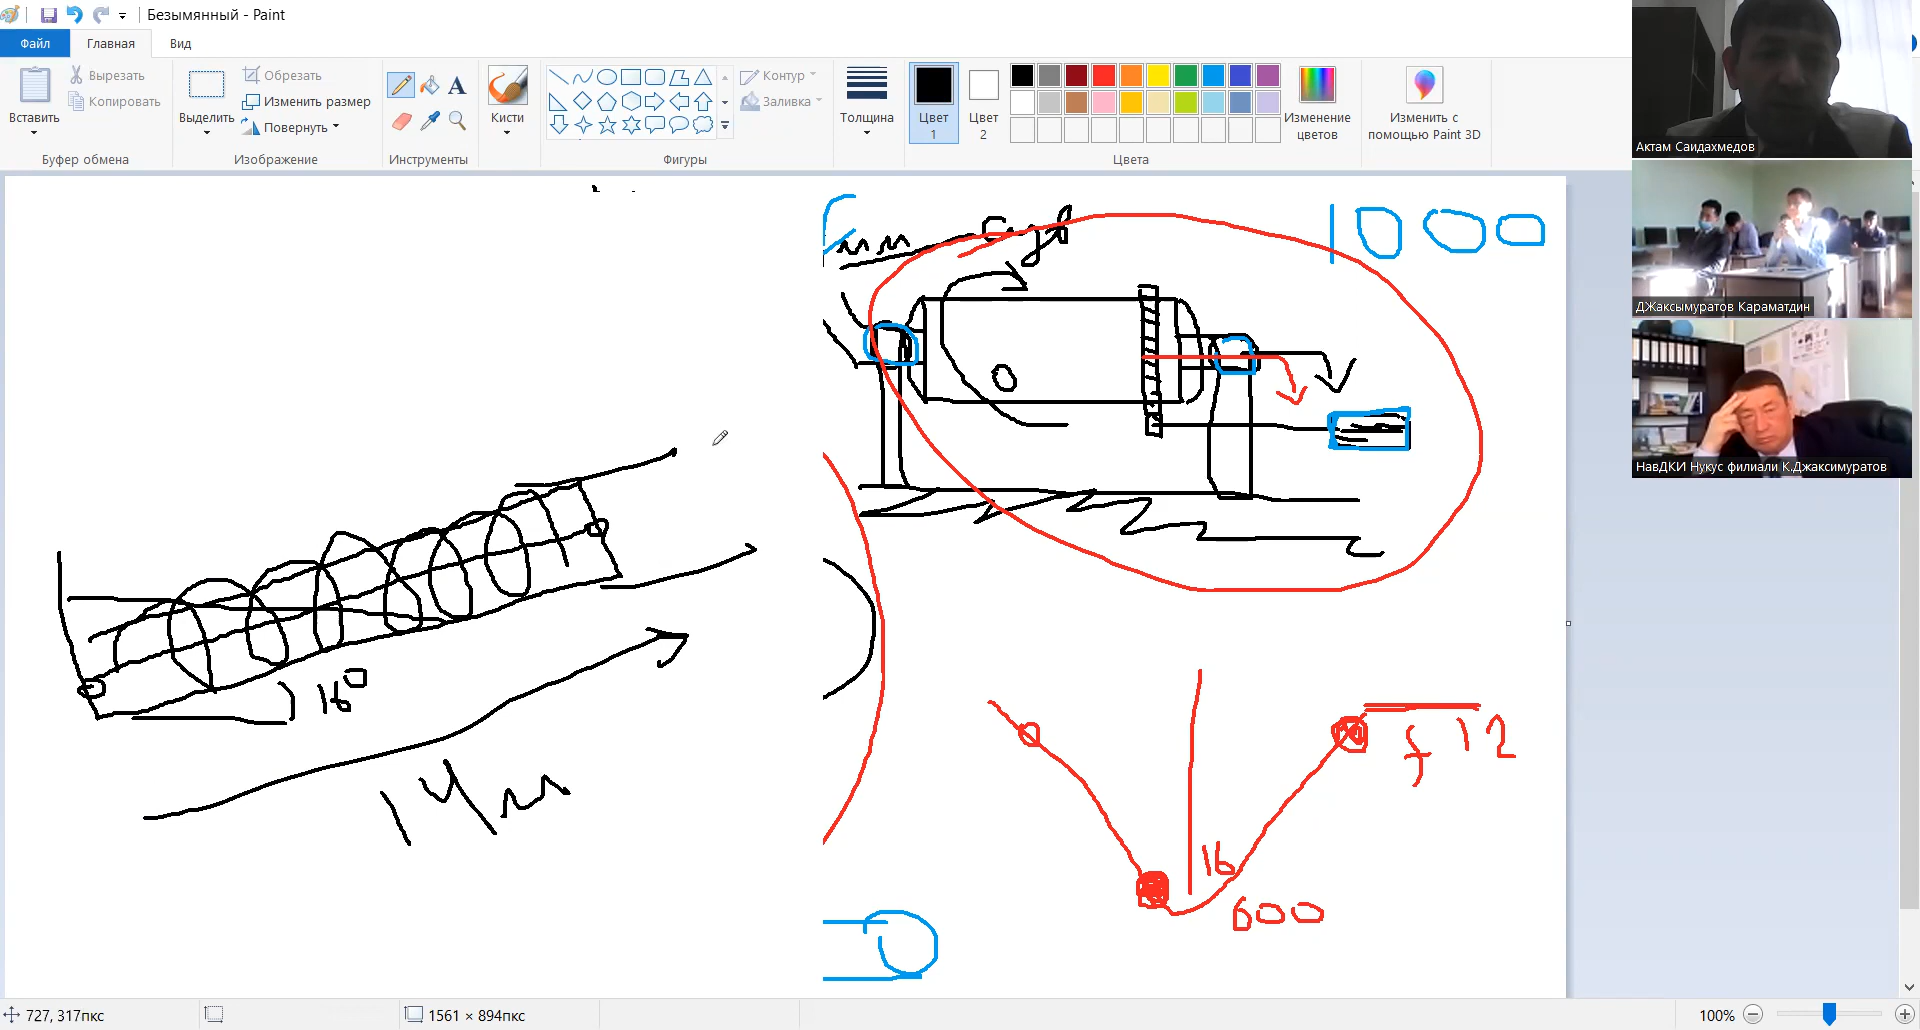 Безымянный - Paint
Файл
Главная
Вид
Вставить
Вырезать
Копировать
Буфер обмена
Выделить
Обрезать
Изменить размер
Повернуть
Изображение
Инструменты
Кисти
Контур
Заливка
Фигуры
Толщина
Цвет
1
Цвет
2
Изменение
цветов
Цвета
Изменить с
помощью Paint 3D
Актам Саидахмедов
ДЖаксымуратов Караматдин
НавДКИ Нукус филиали К.Джаксимуратов
1000
16°
14м
16
600
12
727, 317пкс
1561 × 894пкс
100%